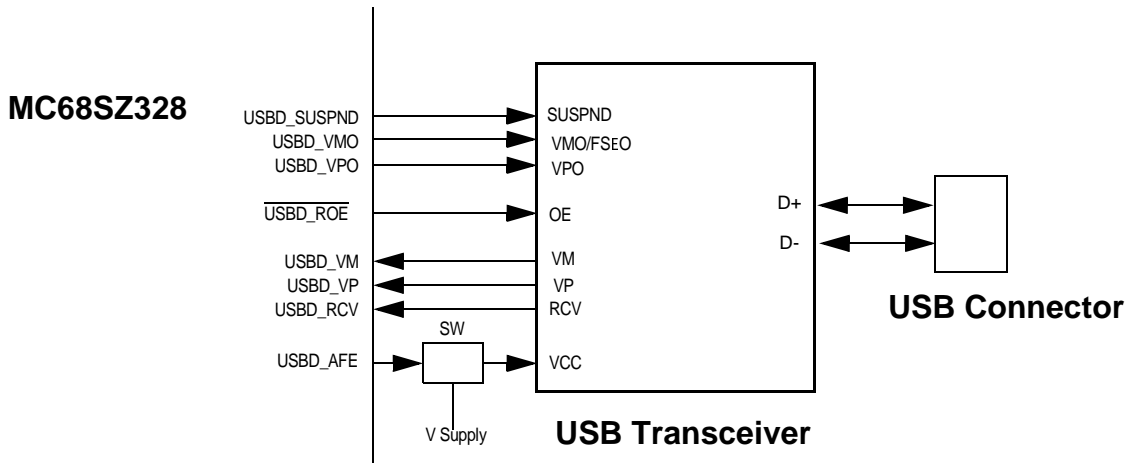 MC68SZ328
USBD_SUSPND
USBD_VMO
USBD_VPO
USBD_ROE
USBD_VM
USBD_VP
USBD_RCV
USBD_AFE
SW
V Supply
SUSPND
VMO/FSEO
VPO
OE
VM
VP
RCV
VCC
D+
D-
USB Transceiver
USB Connector